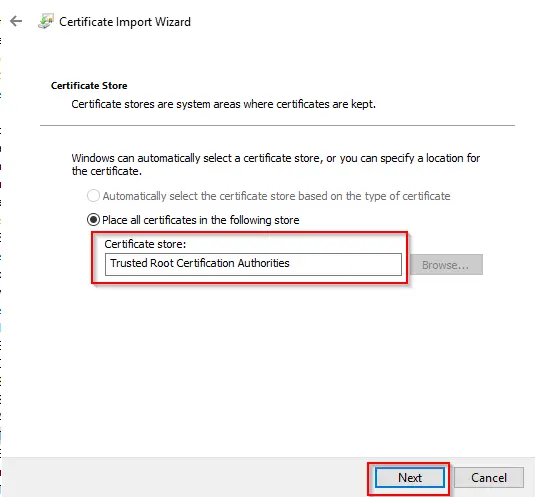 Certificate Import Wizard
Certificate Store
Certificate stores are system areas where certificates are kept.
Windows can automatically select a certificate store, or you can specify a location for
the certificate.
Automatically select the certificate store based on the type of certificate
Place all certificates in the following store
Certificate store:
Trusted Root Certification Authorities
Browse...
Next
Cancel